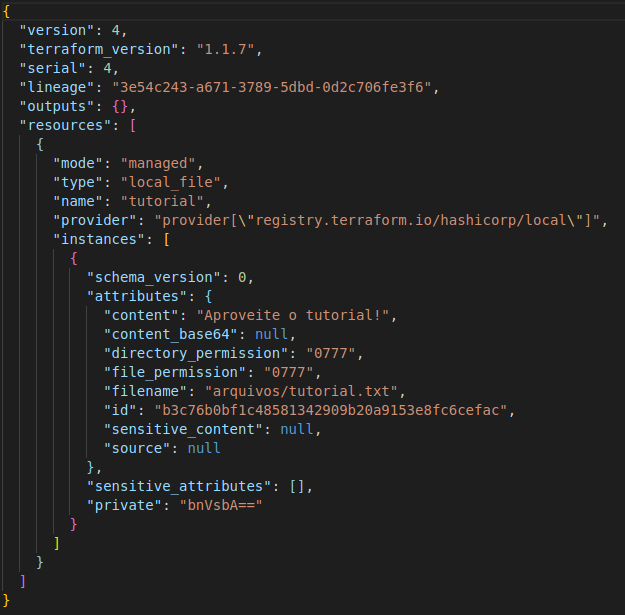 {
"version": 4,
"terraform_version": "1.1.7",
"serial": 4,
"lineage": "3e54c243-a671-3789-5dbd-0d2c706fe3f6",
"outputs": {},
"resources": [
{
"mode": "managed",
"type": "local_file",
"name": "tutorial",
"provider": "provider[\"registry.terraform.io/hashicorp/local\"]",
"instances": [
{
"schema_version": 0,
"attributes": {
"content": "Aproveite o tutorial!",
"content_base64": null,
"directory_permission": "0777",
"file_permission": "0777",
"filename": "arquivos/tutorial.txt",
"id": "b3c76b0bf1c48581342909b20a9153e8fc6cefac",
"sensitive_content": null,
"source": null
},
"sensitive_attributes": [],
"private": "bnVsbA=="
}
]
}
]
}